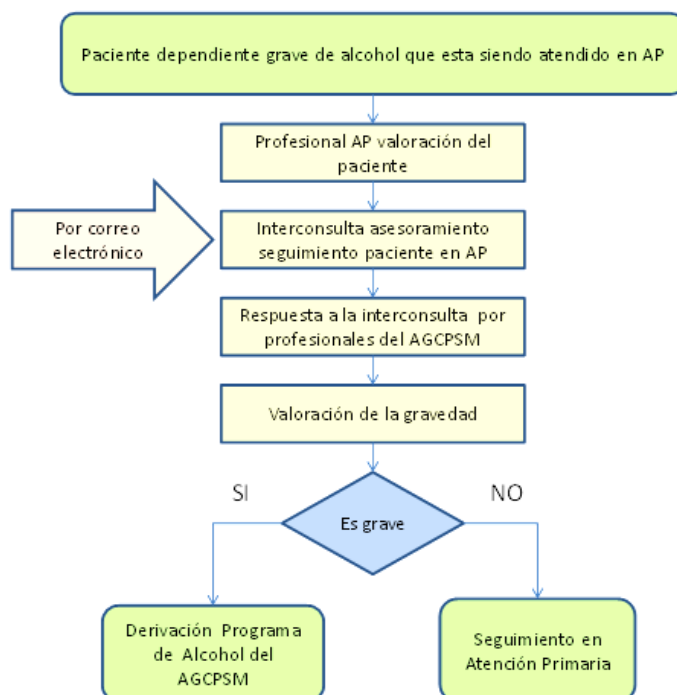 Paciente dependiente grave de alcohol que esta siendo atendido en AP
Profesional AP valoración del
paciente
Por correo
electrónico
Interconsulta asesoramiento
seguimiento paciente en AP
Respuesta a la interconsulta por
profesionales del AGCPSM
Valoración de la gravedad
SI
NO
Es grave
Derivación Programa
de Alcohol del
AGCPSM
Seguimiento en
Atención Primaria